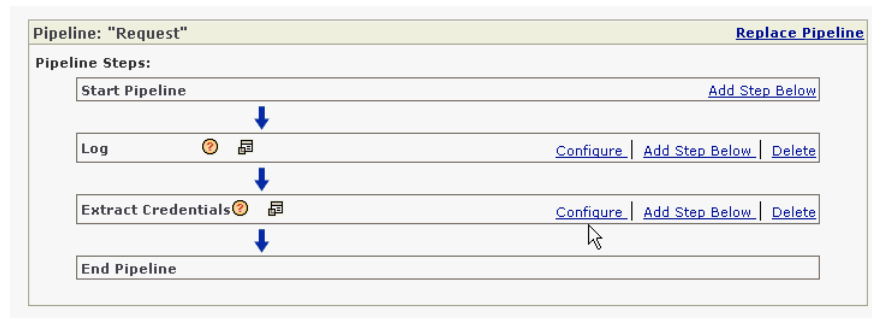 Pipeline: "Request" Replace Pipeline
Pipeline Steps:
Start Pipeline Add Step Below
Log ? Configure | Add Step Below | Delete
Extract Credentials ? Configure | Add Step Below | Delete
End Pipeline